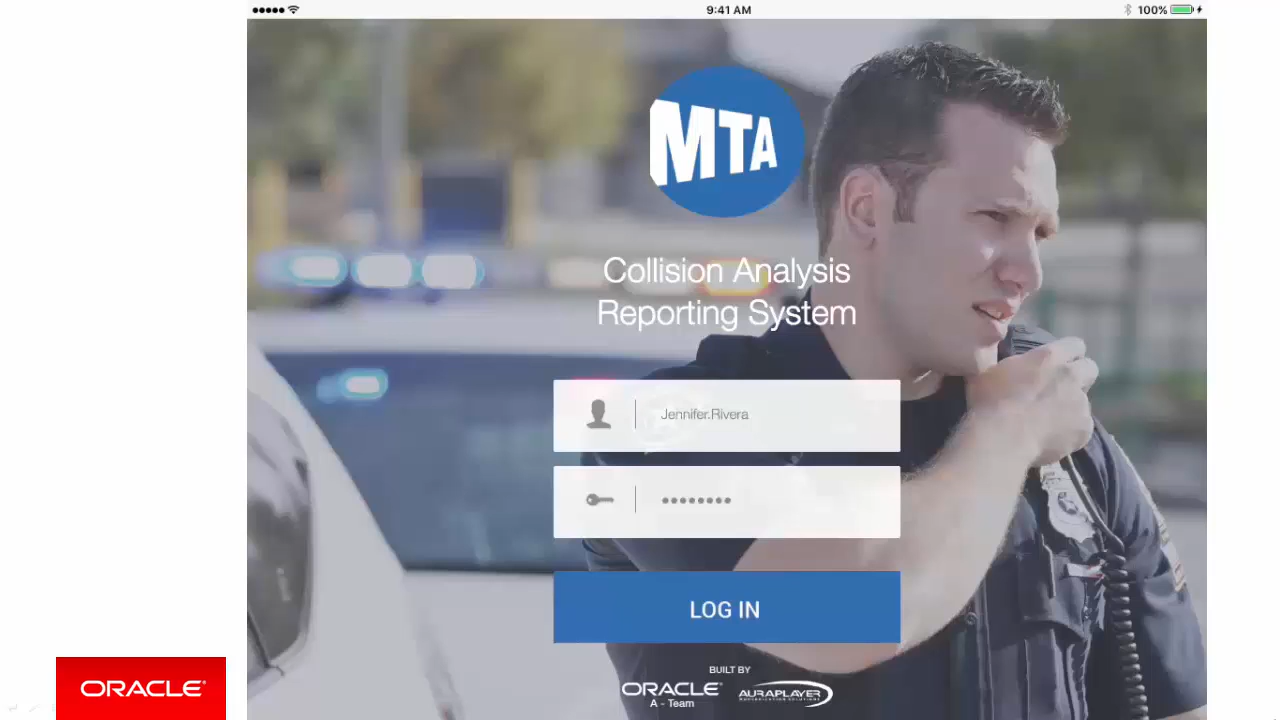 9:41 AM
100%
MTA
Collision Analysis
Reporting System
Jennifer.Rivera
LOG IN
BUILT BY
ORACLE® AURAPLAYER
A - Team
ORACLE®